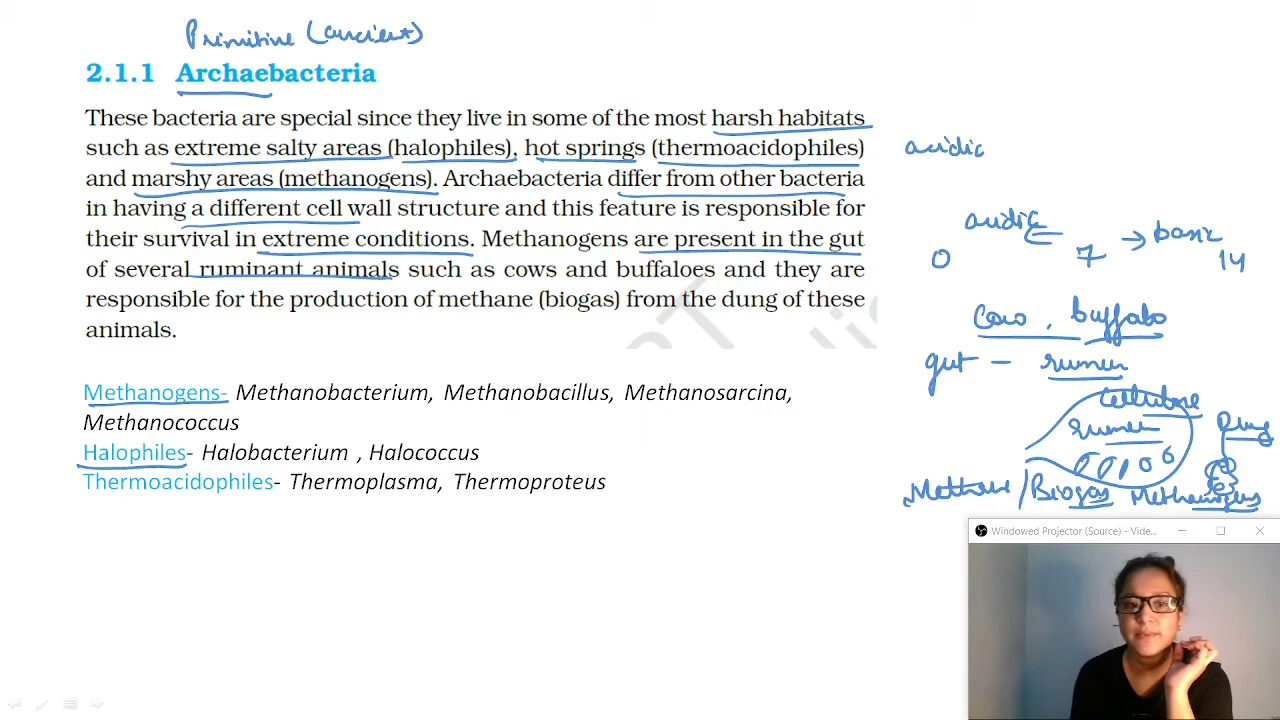 Primitive (ancient)
2.1.1 Archaebacteria
These bacteria are special since they live in some of the most harsh habitats
such as extreme salty areas (halophiles), hot springs (thermoacidophiles)
and marshy areas (methanogens). Archaebacteria differ from other bacteria
in having a different cell wall structure and this feature is responsible for
their survival in extreme conditions. Methanogens are present in the gut
of several ruminant animals such as cows and buffaloes and they are
responsible for the production of methane (biogas) from the dung of these
animals.
Methanogens- Methanobacterium, Methanobacillus, Methanosarcina,
Methanococcus
Halophiles- Halobacterium , Halococcus
Thermoacidophiles- Thermoplasma, Thermoproteus
acidic
acidic → basic
0 7 14
Cow , buffalo
gut - rumen
Cellulose
rumen Dung
Methane / Biogas Methanogens
Windowed Projector (Source) - Vide...